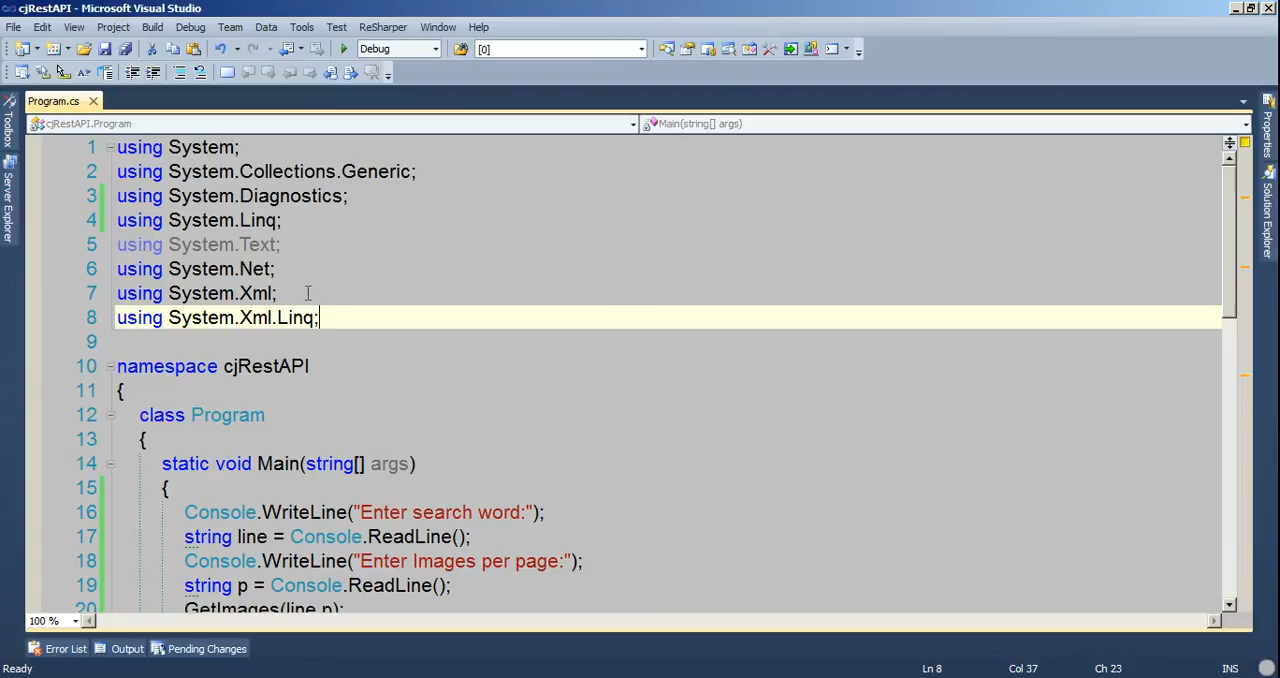 cjRestAPI - Microsoft Visual Studio
File Edit View Project Build Debug Team Data Tools Test ReSharper Window Help
Debug [0]
Program.cs
cjRestAPI.Program Main(string[] args)
Toolbox
Server Explorer
Properties
Solution Explorer
1 using System;
2 using System.Collections.Generic;
3 using System.Diagnostics;
4 using System.Linq;
5 using System.Text;
6 using System.Net;
7 using System.Xml;
8 using System.Xml.Linq;
9
10 namespace cjRestAPI
11 {
12 class Program
13 {
14 static void Main(string[] args)
15 {
16 Console.WriteLine("Enter search word:");
17 string line = Console.ReadLine();
18 Console.WriteLine("Enter Images per page:");
19 string p = Console.ReadLine();
20 GetImages(line,p);
100 %
Error List Output Pending Changes
Ready Ln 8 Col 37 Ch 23 INS